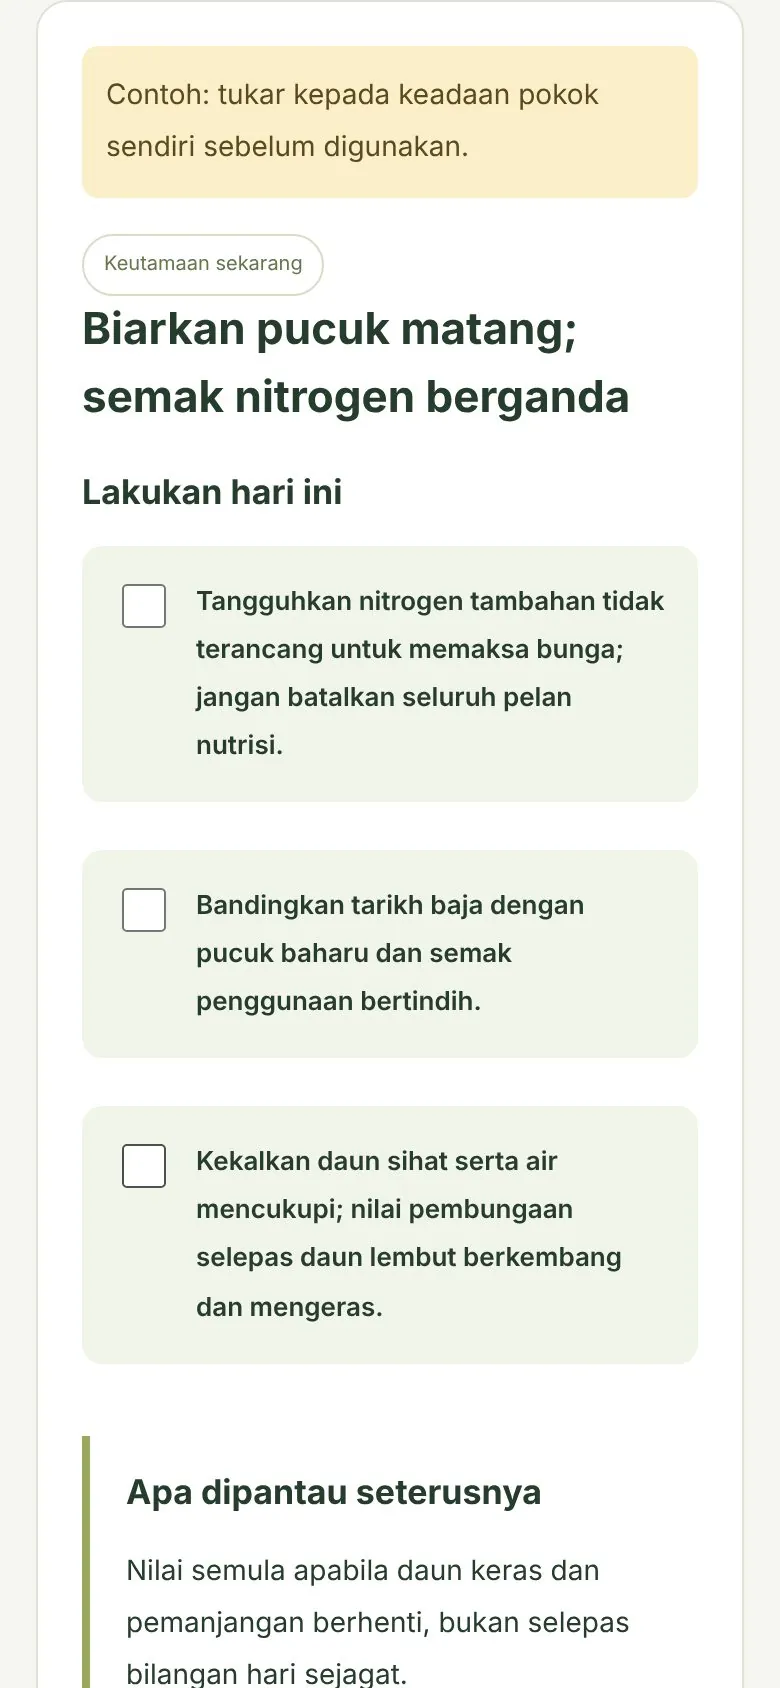 Contoh: tukar kepada keadaan pokok
sendiri sebelum digunakan.
Keutamaan sekarang
Biarkan pucuk matang;
semak nitrogen berganda
Lakukan hari ini
Tangguhkan nitrogen tambahan tidak
terancang untuk memaksa bunga;
jangan batalkan seluruh pelan
nutrisi.
Bandingkan tarikh baja dengan
pucuk baharu dan semak
penggunaan bertindih.
Kekalkan daun sihat serta air
mencukupi; nilai pembungaan
selepas daun lembut berkembang
dan mengeras.
Apa dipantau seterusnya
Nilai semula apabila daun keras dan
pemanjangan berhenti, bukan selepas
bilangan hari sejagat.